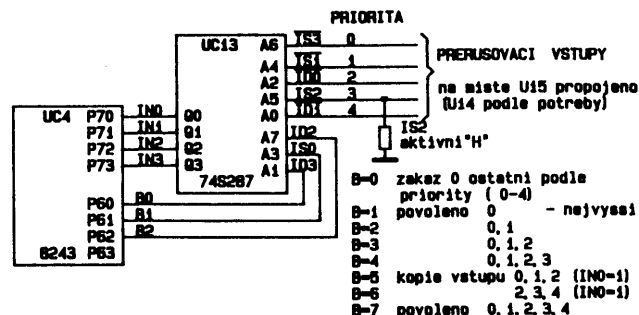 PRIORITA
UC13
A6 IS3 0
A4 IS1 1
A2 ID0 2
A5 IS2 3
A0 ID1 4
PRERUSOVACI VSTUPY
na miste U15 propojeno
(U14 podle potreby)
IS2
aktivni "H"
UC4
P70 IN0 Q0
P71 IN1 Q1
P72 IN2 Q2
P73 IN3 Q3
A7 ID2
A3 IS0
A1 ID3
74S287
P60 B0
P61 B1
P62 B2
8243 P63
B=0 zakaz 0 ostatni podle
priority ( 0-4)
B=1 povoleno 0 - nejvyssi
B=2 0, 1
B=3 0, 1, 2
B=4 0, 1, 2, 3
B=5 kopie vstupu 0, 1, 2 (IN0=1)
B=6 2, 3, 4 (IN0=1)
B=7 povoleno 0, 1, 2, 3, 4